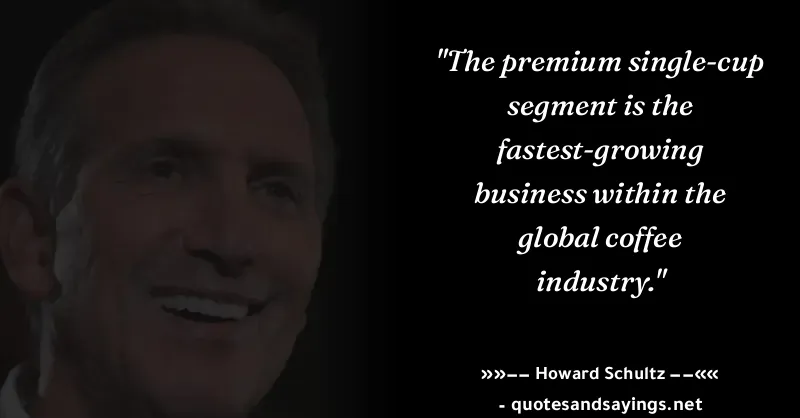 "The premium single-cup
segment is the
fastest-growing
business within the
global coffee
industry."
»»−− Howard Schultz −−««
- quotesandsayings.net